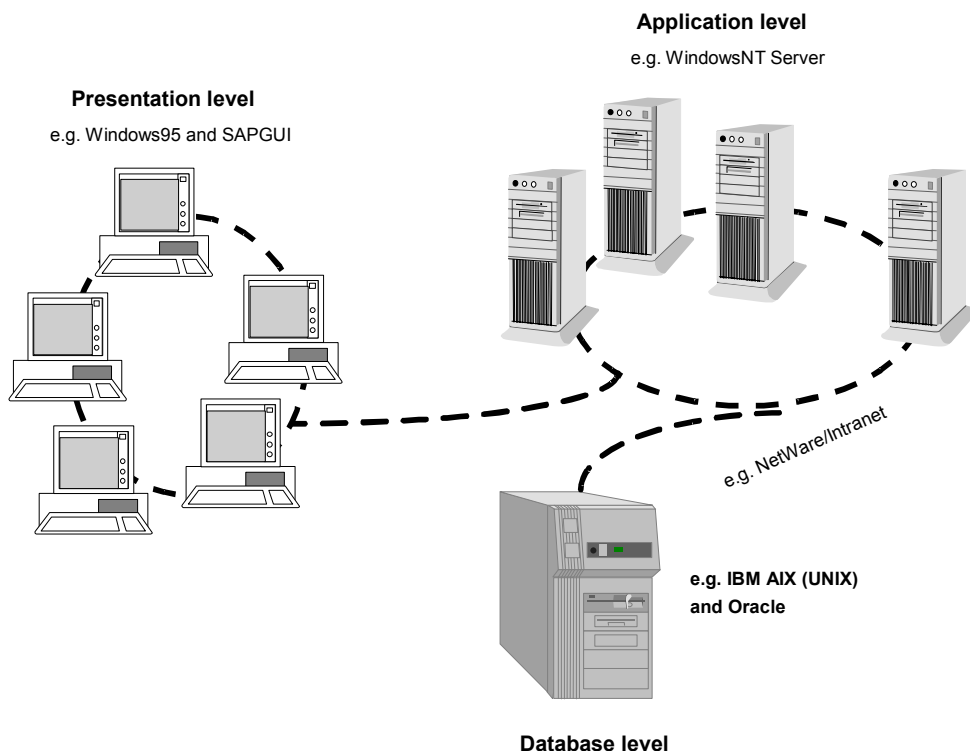 Application level
e.g. WindowsNT Server
Presentation level
e.g. Windows95 and SAPGUI
e.g. NetWare/Intranet
e.g. IBM AIX (UNIX)
and Oracle
Database level